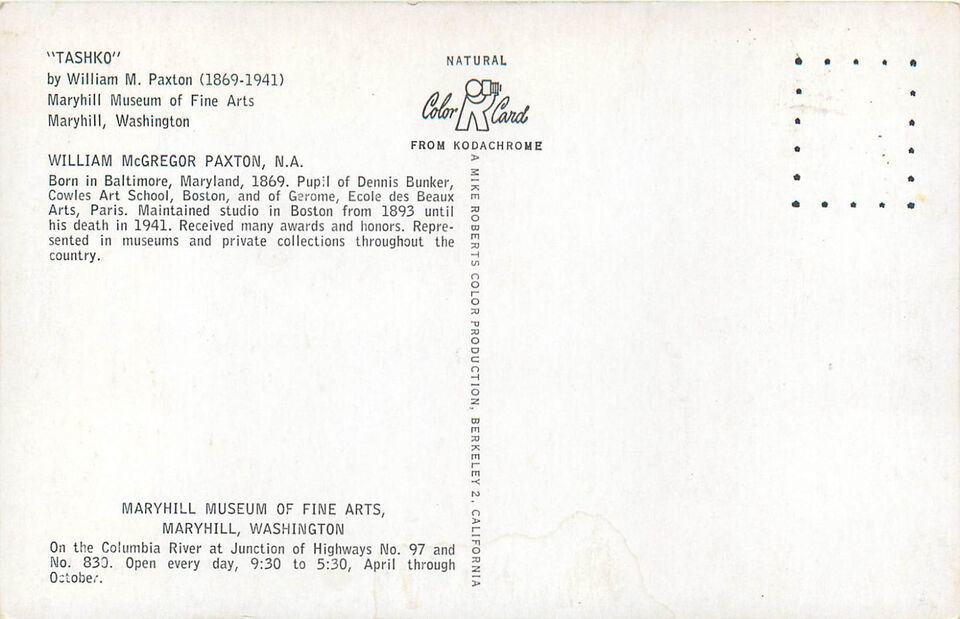 "TASHKO"
by William M. Paxton (1869-1941)
Maryhill Museum of Fine Arts
Maryhill, Washington
WILLIAM McGREGOR PAXTON, N.A.
Born in Baltimore, Maryland, 1869. Pupil of Dennis Bunker,
Cowles Art School, Boston, and of Gerome, Ecole des Beaux
Arts, Paris. Maintained studio in Boston from 1893 until
his death in 1941. Received many awards and honors. Repre-
sented in museums and private collections throughout the
country.
MARYHILL MUSEUM OF FINE ARTS,
MARYHILL, WASHINGTON
On the Columbia River at Junction of Highways No. 97 and
No. 830. Open every day, 9:30 to 5:30, April through
October.
NATURAL
Color Card
FROM KODACHROME
A MIKE ROBERTS COLOR PRODUCTION, BERKELEY 2, CALIFORNIA